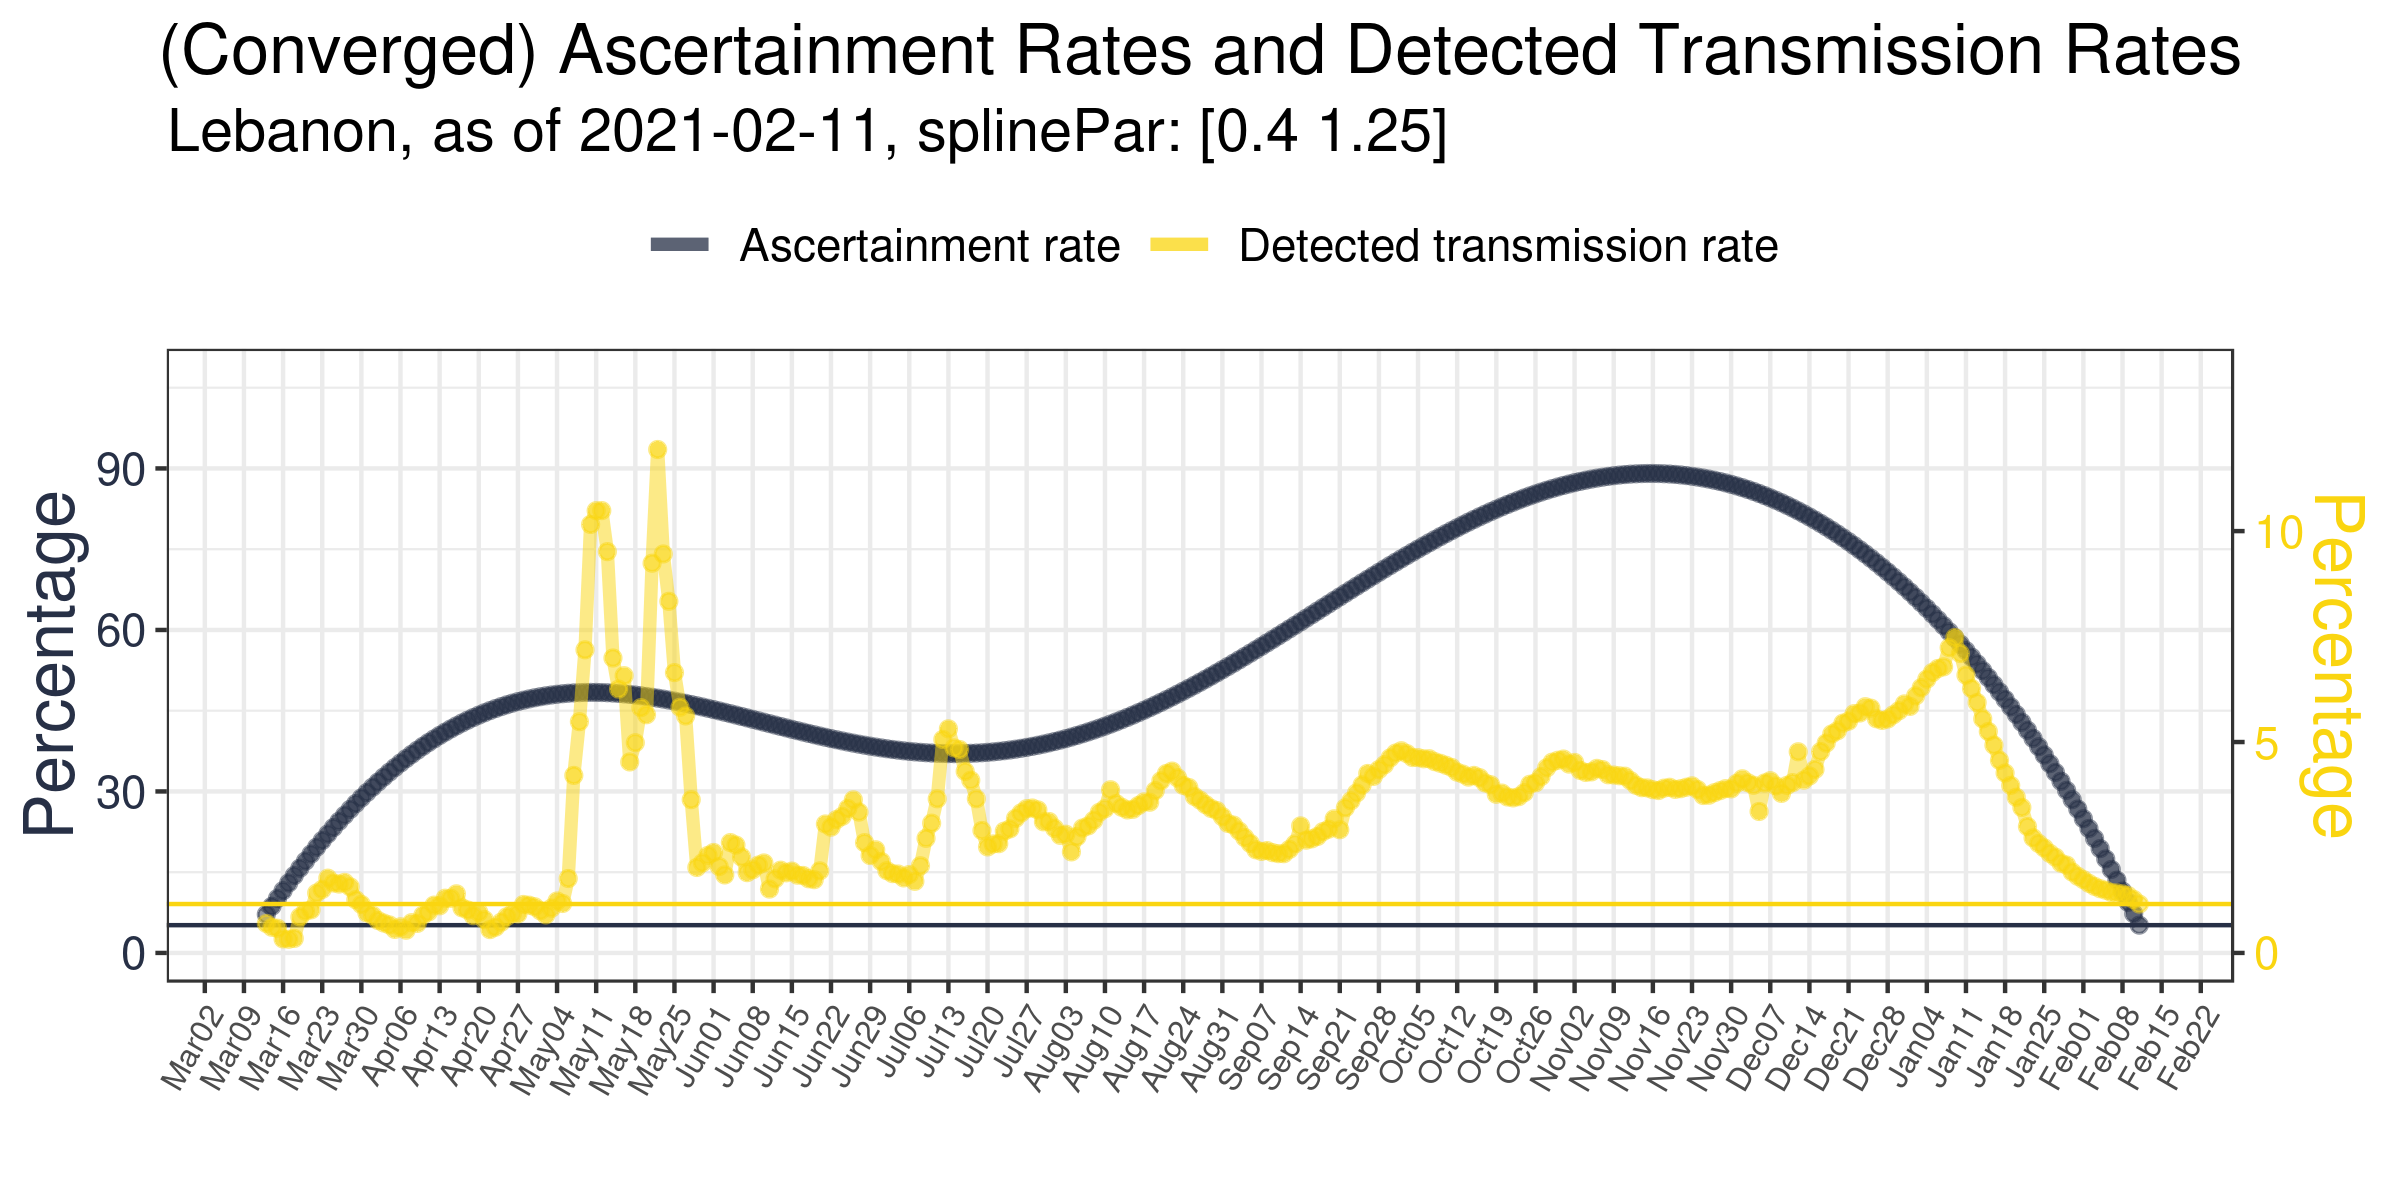 (Converged) Ascertainment Rates and Detected Transmission Rates
Lebanon, as of 2021-02-11, splinePar: [0.4 1.25]
Ascertainment rate Detected transmission rate
Percentage
90
60
30
0
10
5
0
Percentage
Mar02 Mar09 Mar16 Mar23 Mar30 Apr06 Apr13 Apr20 Apr27 May04 May11 May18 May25 Jun01 Jun08 Jun15 Jun22 Jun29 Jul06 Jul13 Jul20 Jul27 Aug03 Aug10 Aug17 Aug24 Aug31 Sep07 Sep14 Sep21 Sep28 Oct05 Oct12 Oct19 Oct26 Nov02 Nov09 Nov16 Nov23 Nov30 Dec07 Dec14 Dec21 Dec28 Jan04 Jan11 Jan18 Jan25 Feb01 Feb08 Feb15 Feb22